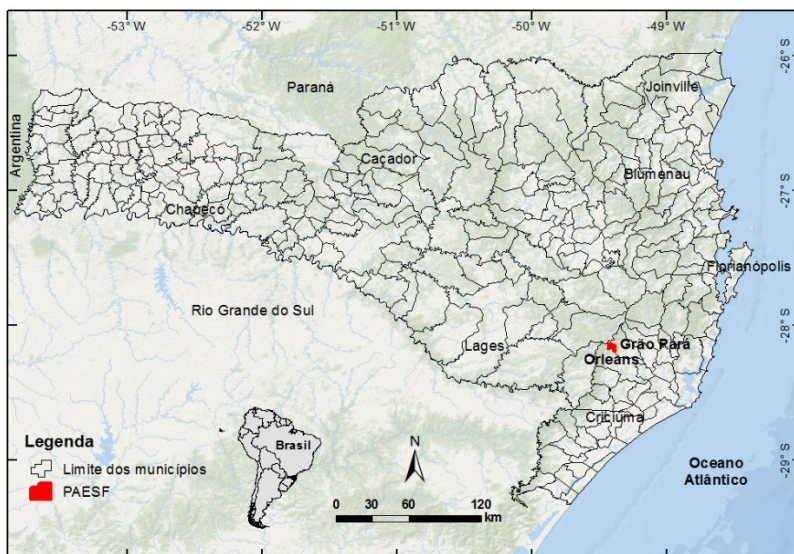 -53° W
-52° W
-51° W
-50° W
-49° W
-26° S
-27° S
-28° S
-29° S
Argentina
Paraná
Joinville
Caçador
Blumenau
Chapecó
Florianópolis
Rio Grande do Sul
Lages
Grão Pará
Orleans
Criciúma
Legenda
Limite dos municípios
PAESF
Brasil
N
0 30 60 120
km
Oceano
Atlântico